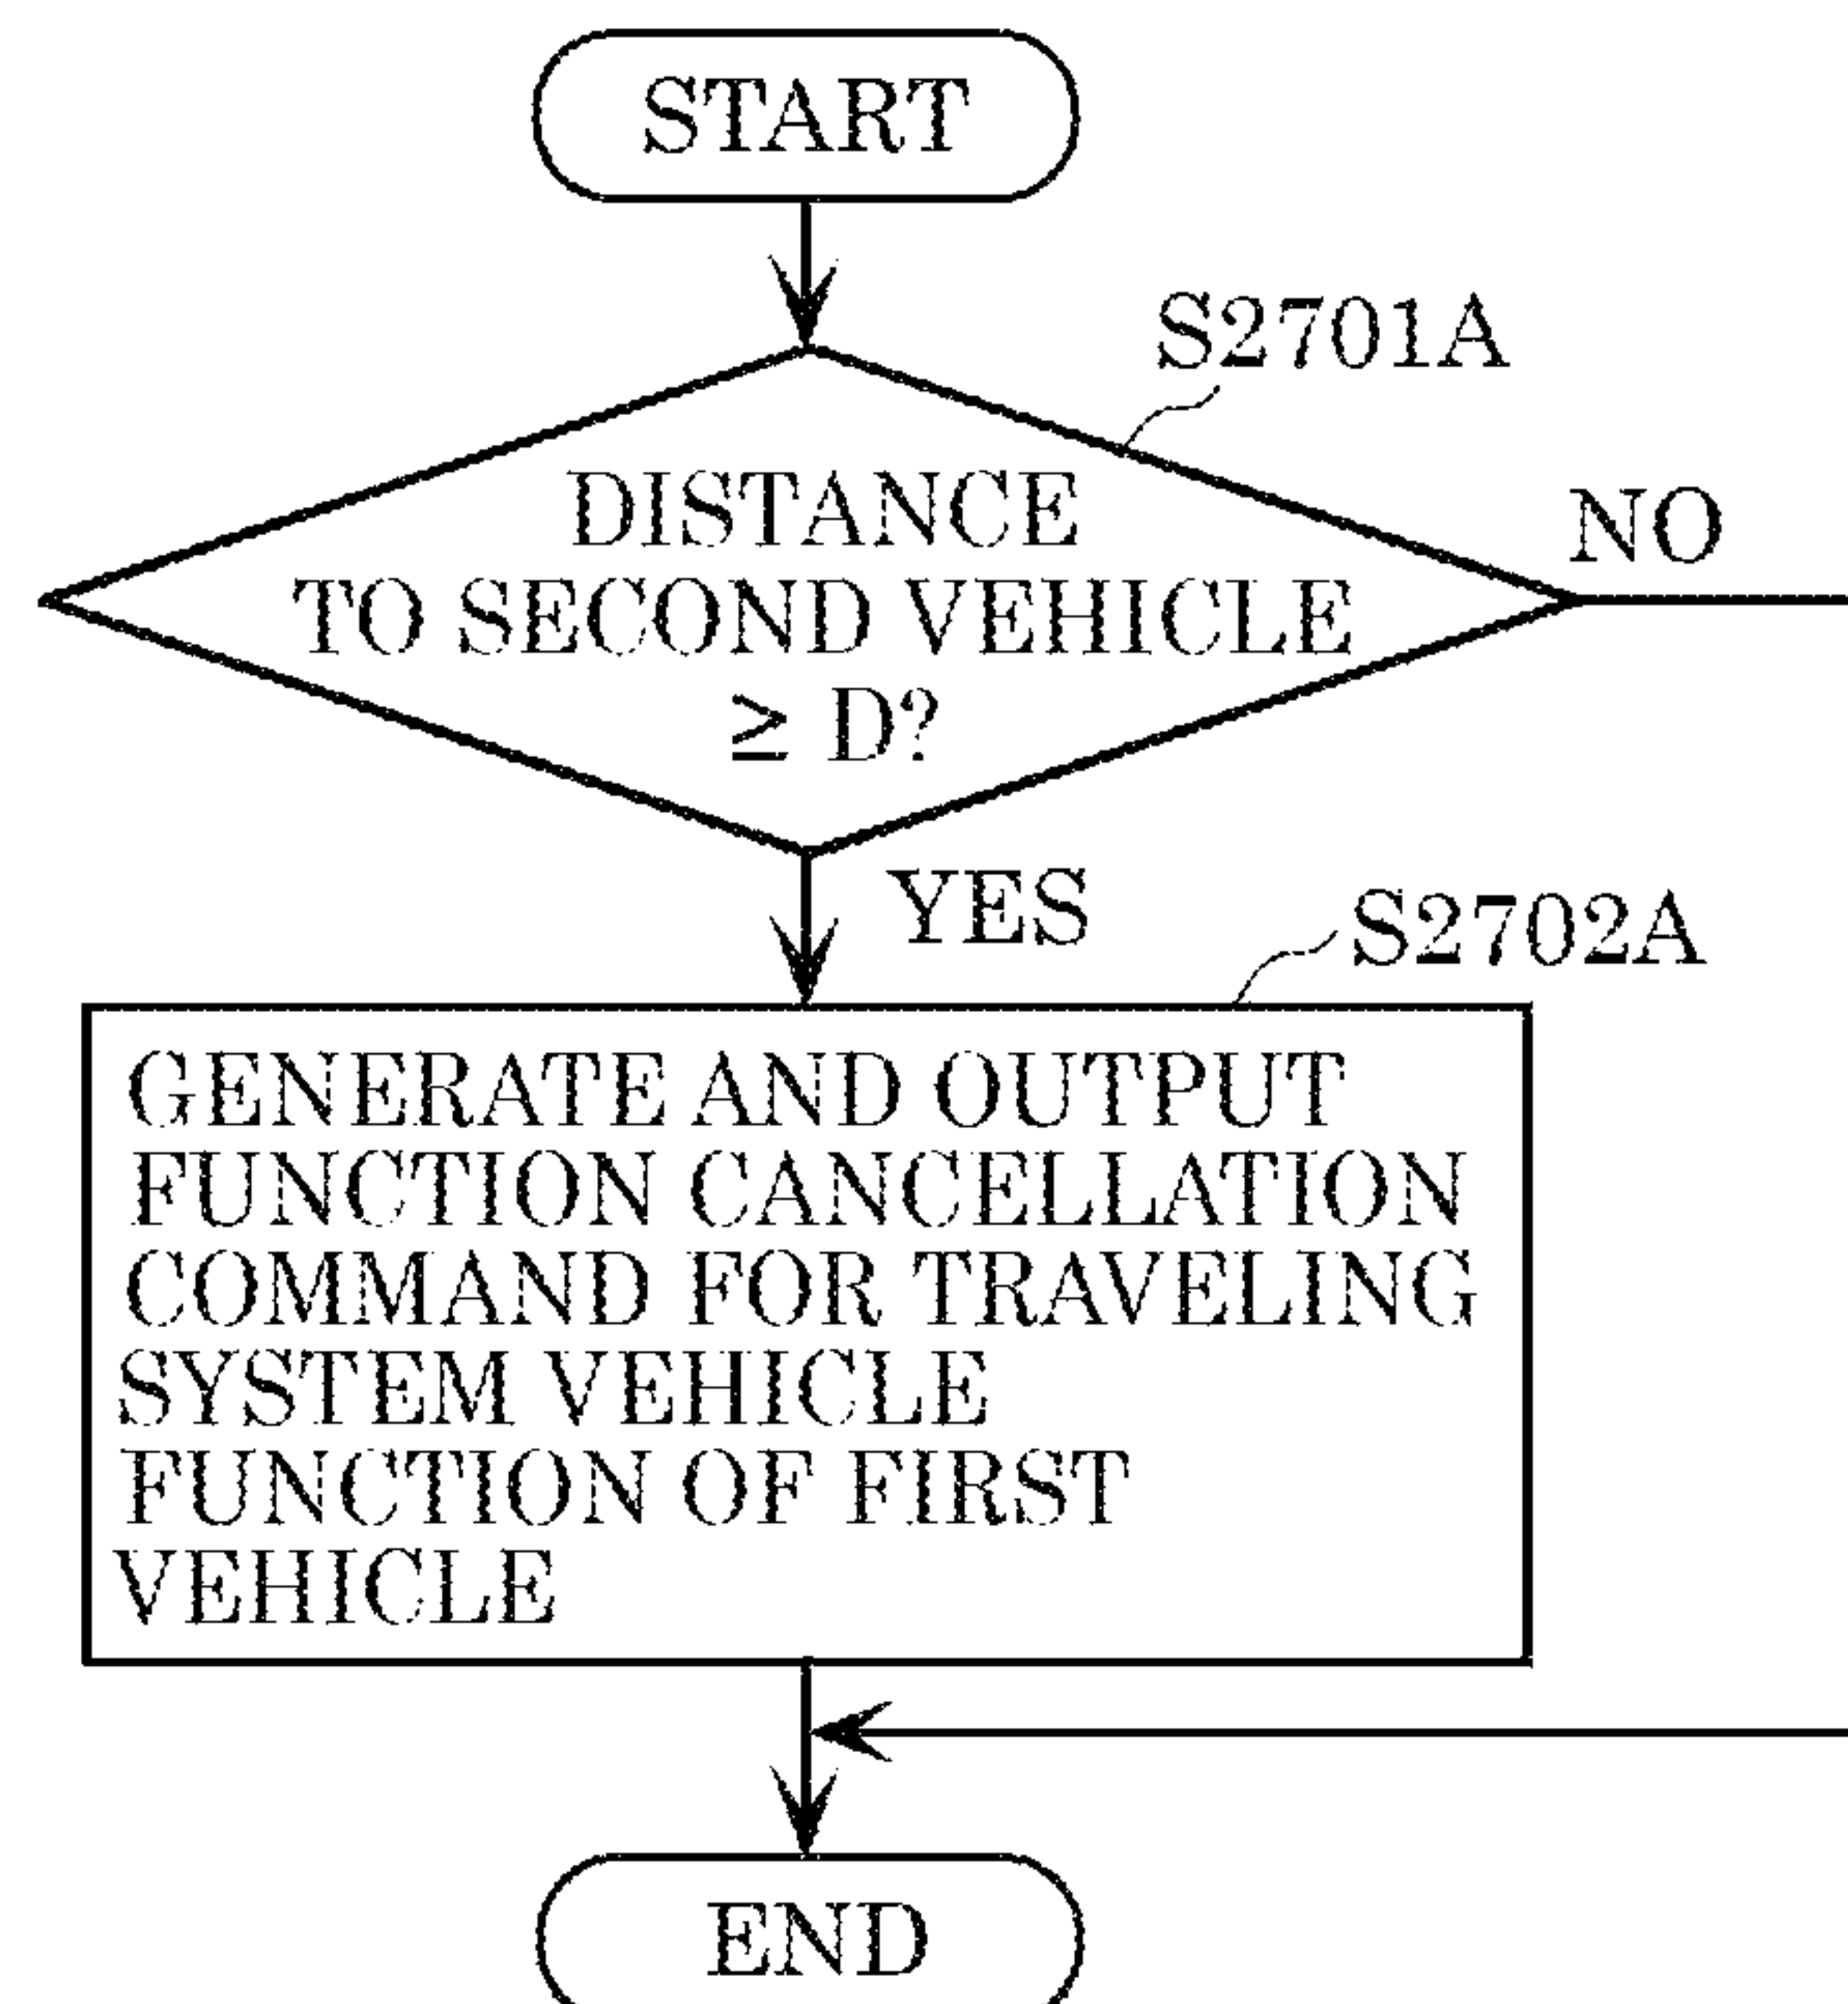 START
S2701A
DISTANCE
TO SECOND VEHICLE
≥ D?
NO
YES
S2702A
GENERATE AND OUTPUT
FUNCTION CANCELLATION
COMMAND FOR TRAVELING
SYSTEM VEHICLE
FUNCTION OF FIRST
VEHICLE
END